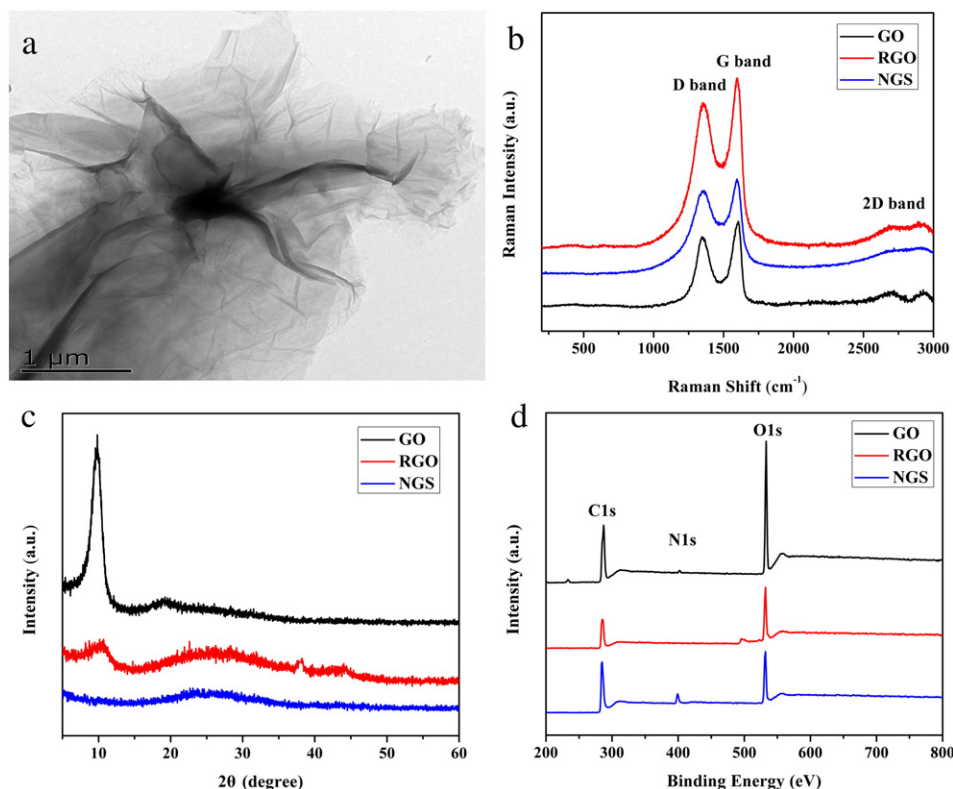 a
1 μm
b
GO
RGO
NGS
G band
D band
2D band
Raman Intensity (a.u.)
500
1000
1500
2000
2500
3000
Raman Shift (cm⁻¹)
c
GO
RGO
NGS
Intensity (a.u.)
10
20
30
40
50
60
2θ (degree)
d
GO
RGO
NGS
O1s
C1s
N1s
Intensity (a.u.)
200
300
400
500
600
700
800
Binding Energy (eV)